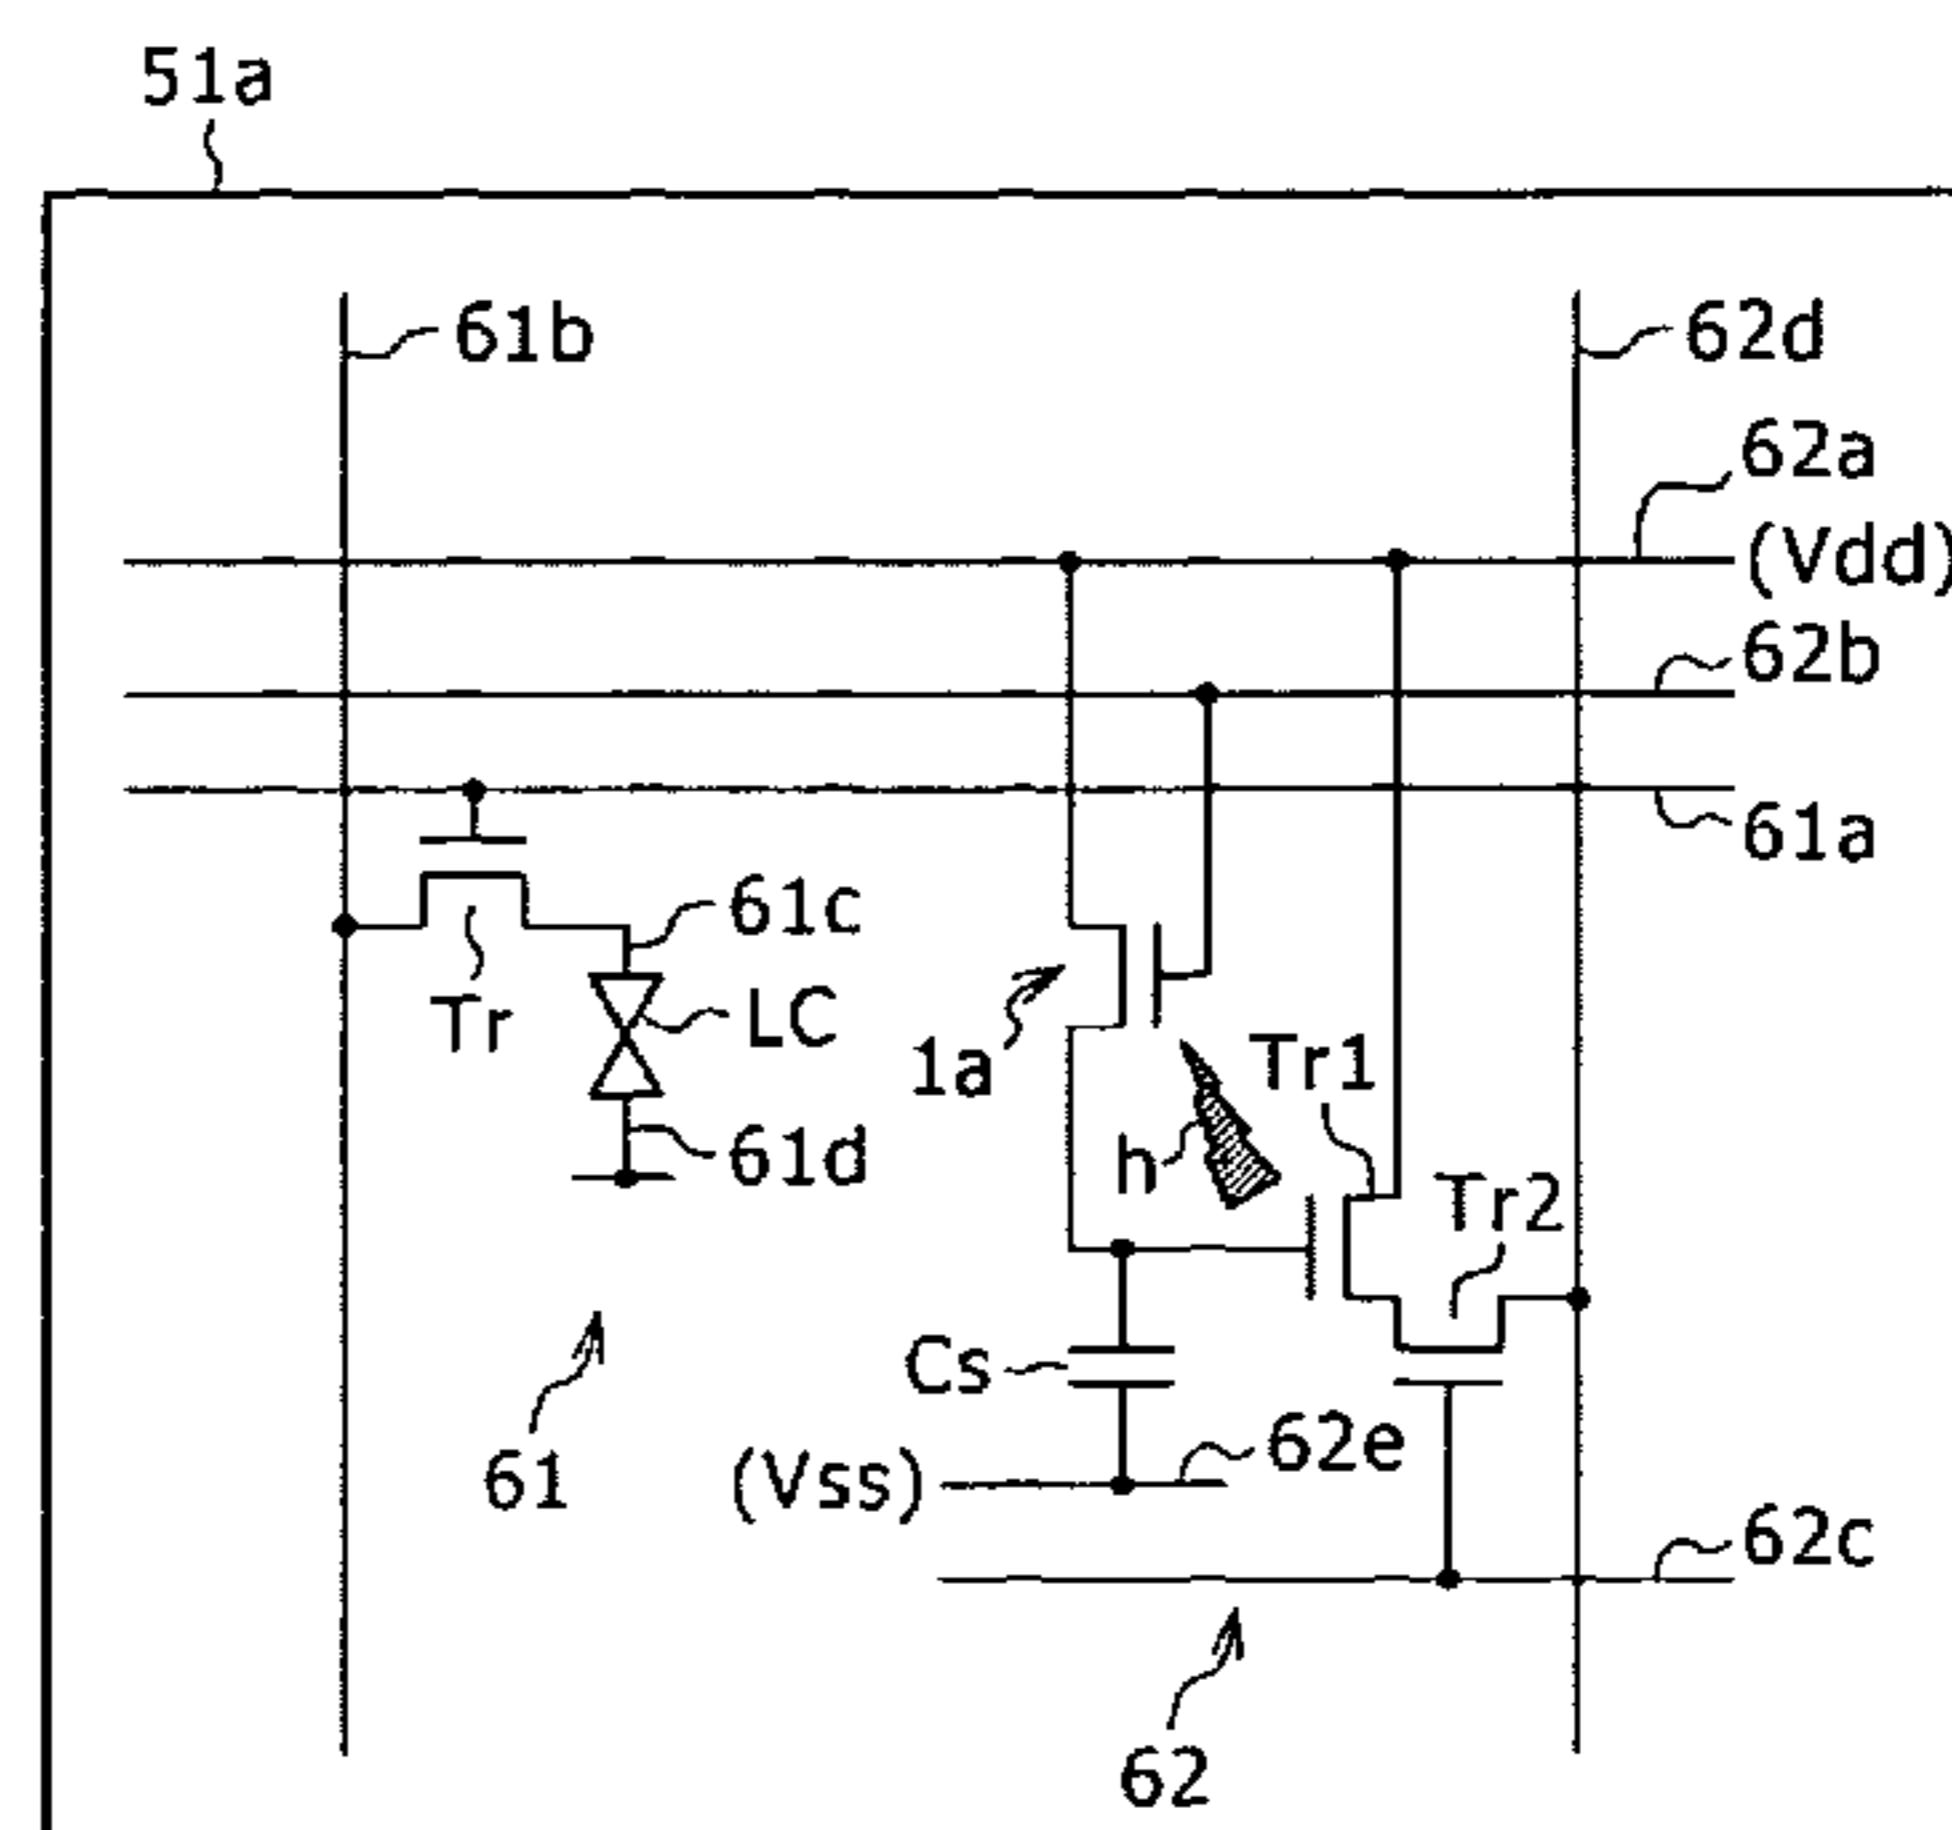 51a
61b
62d
62a
(Vdd)
62b
61a
61c
Tr
LC
1a
Tr1
h
61d
Tr2
Cs
62e
61
(Vss)
62c
62